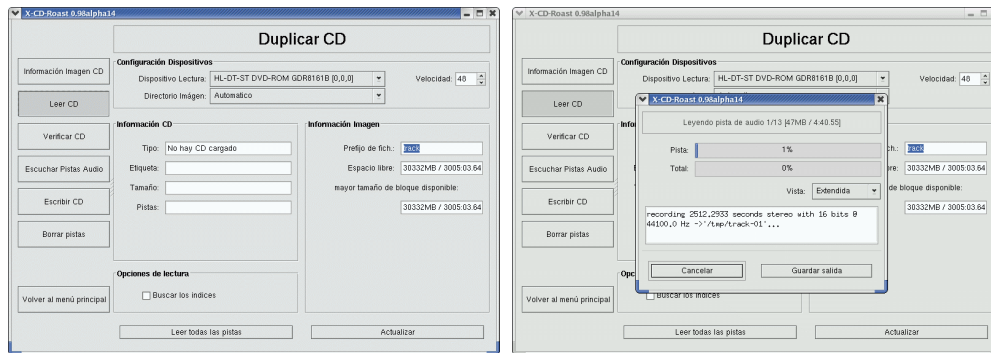 X-CD-Roast 0.98alpha14
Duplicar CD
Información Imagen CD
Leer CD
Verificar CD
Escuchar Pistas Audio
Escribir CD
Borrar pistas
Volver al menú principal
Configuración Dispositivos
Dispositivo Lectura: HL-DT-ST DVD-ROM GDR8161B [0,0,0] Velocidad: 48
Directorio Imágen: Automatico
Información CD
Tipo: No hay CD cargado
Etiqueta:
Tamaño:
Pistas:
Información Imagen
Prefijo de fich.: track
Espacio libre: 30332MB / 3005:03.64
mayor tamaño de bloque disponible:
30332MB / 3005:03.64
Opciones de lectura
Buscar los indices
Leer todas las pistas Actualizar
X-CD-Roast 0.98alpha14
Duplicar CD
Información Imagen CD
Leer CD
Verificar CD
Escuchar Pistas Audio
Escribir CD
Borrar pistas
Volver al menú principal
Configuración Dispositivos
Dispositivo Lectura: HL-DT-ST DVD-ROM GDR8161B [0,0,0] Velocidad: 48
X-CD-Roast 0.98alpha14
Leyendo pista de audio 1/13 [47MB / 4:40.55]
Pista: 1%
Total: 0%
Vista: Extendida
recording 2512.2933 seconds stereo with 16 bits @
44100.0 Hz ->'/tmp/track-01'...
Cancelar Guardar salida
Infor
ch.: track
re: 30332MB / 3005:03.64
de bloque disponible:
30332MB / 3005:03.64
Opc
Buscar los indices
Leer todas las pistas Actualizar